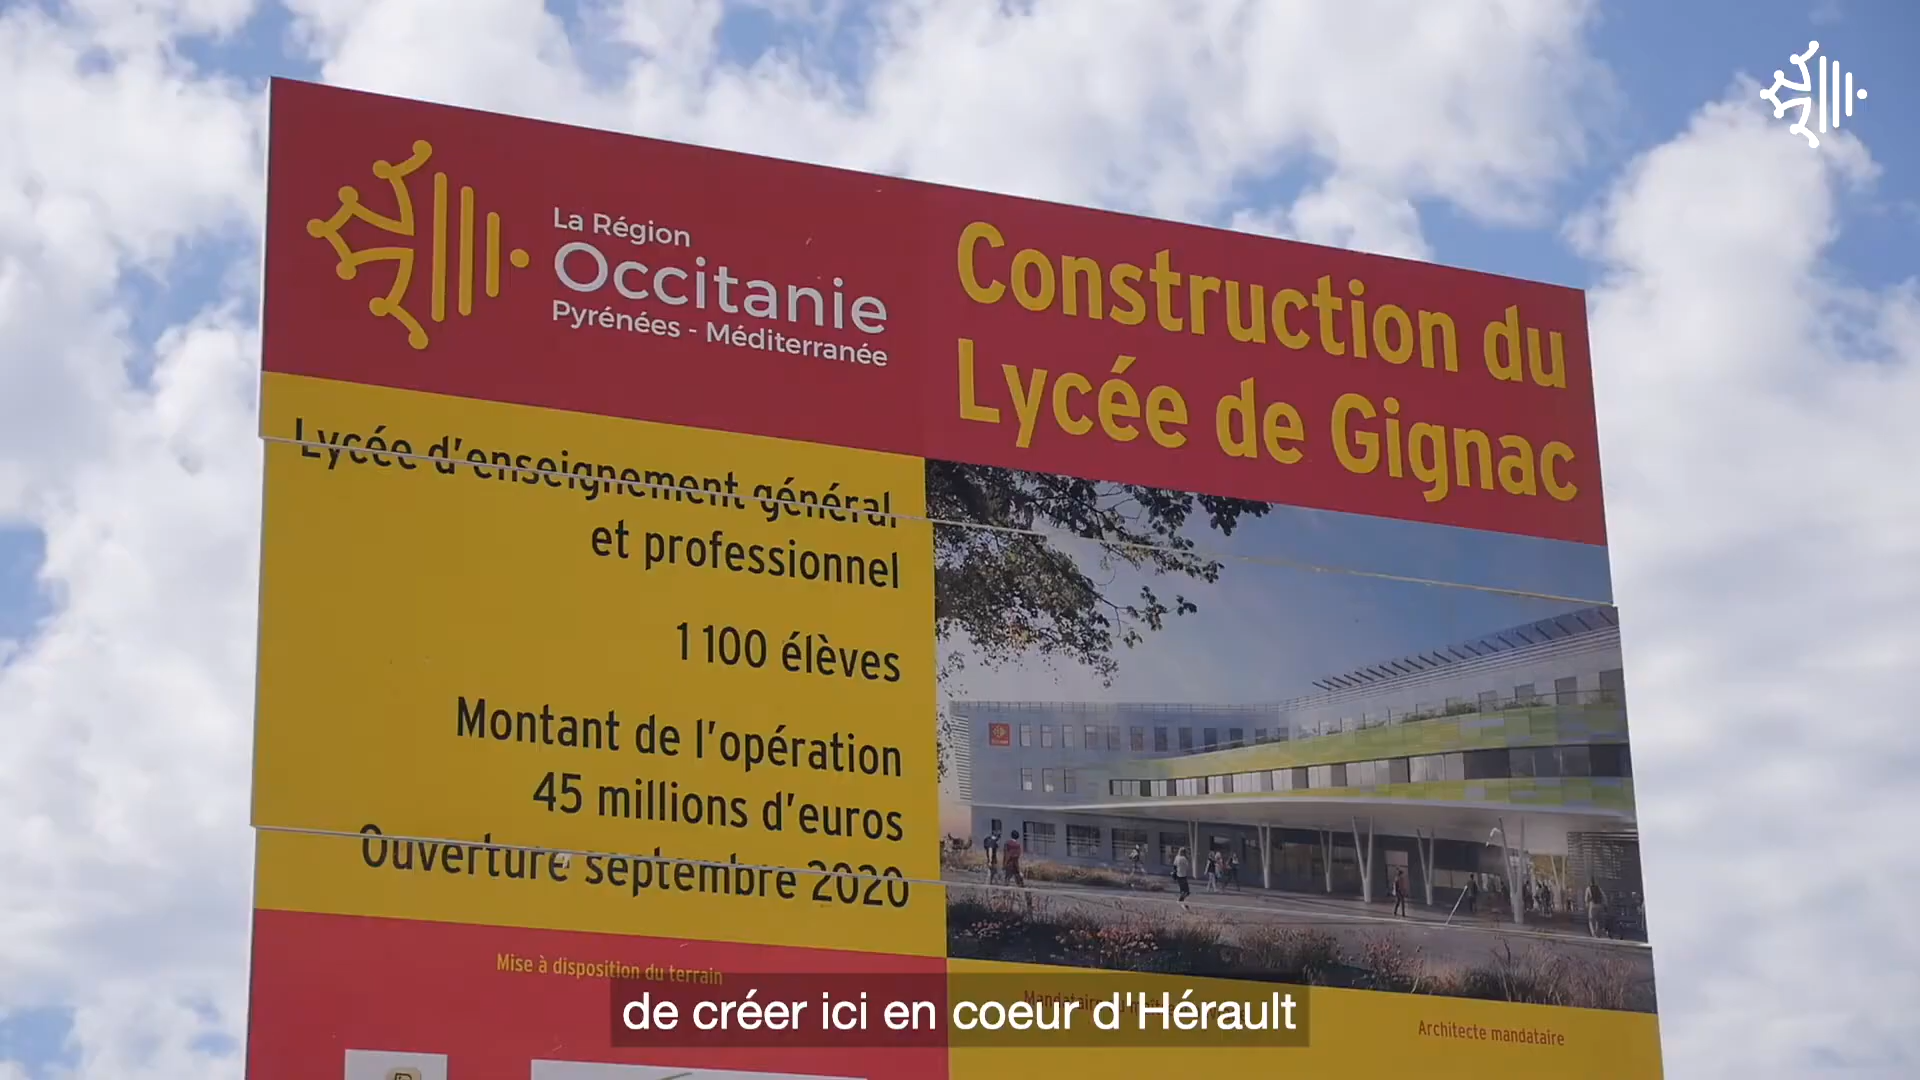 La Région
Occitanie
Pyrénées - Méditerranée
Construction du
Lycée de Gignac
Lycée d'enseignement général
et professionnel
1 100 élèves
Montant de l'opération
45 millions d'euros
Ouverture septembre 2020
Mise à disposition du terrain
Mandataire du
Architecte mandataire
de créer ici en coeur d'Hérault